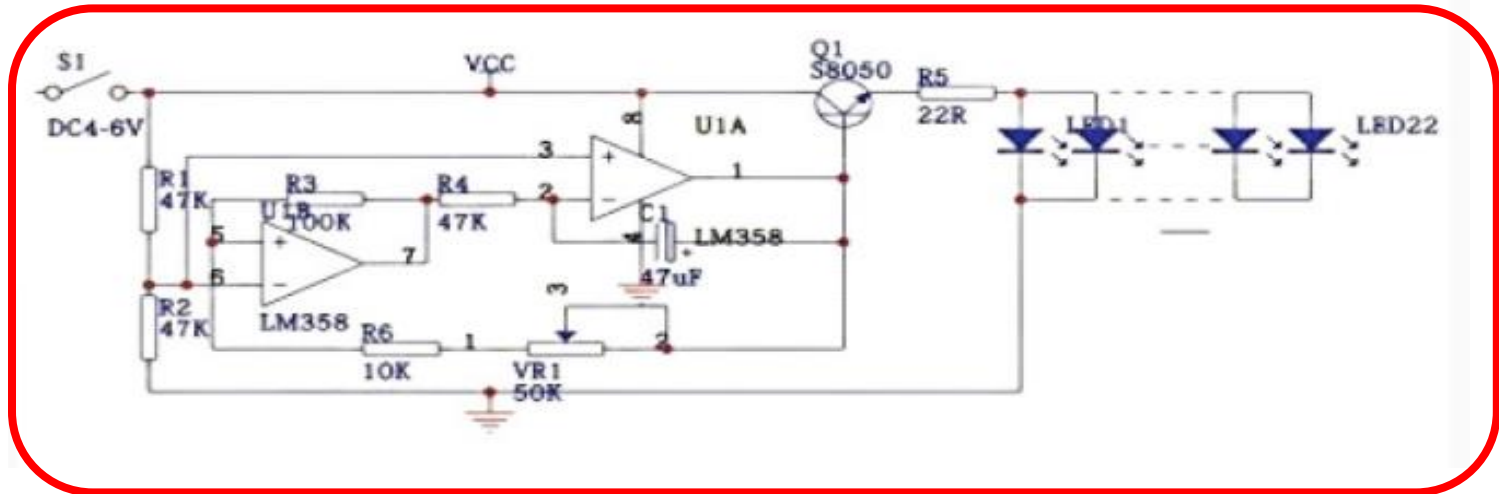 S1
DC4-6V
VCC
Q1
S8050
R5
22R
LED1
LED22
8
U1A
3
1
2
R1
47K
R3
100K
R4
47K
U1B
5
6
7
C1
4
LM358
47uF
R2
47K
LM358
3
R6
10K
1
2
VR1
50K